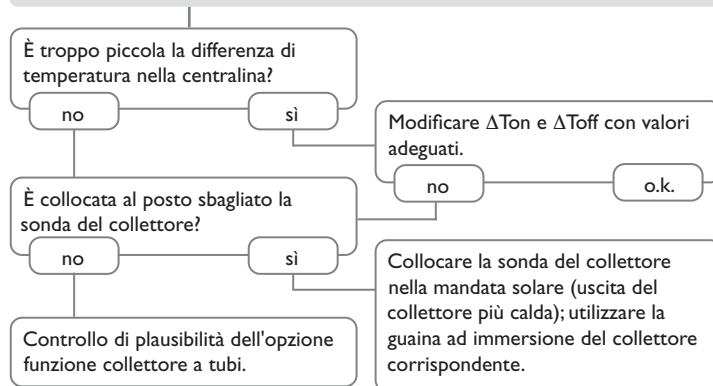 È troppo piccola la differenza di
temperatura nella centralina?
no
sì
Modificare ΔTon e ΔToff con valori
adeguati.
no
o.k.
È collocata al posto sbagliato la
sonda del collettore?
no
sì
Collocare la sonda del collettore
nella mandata solare (uscita del
collettore più calda); utilizzare la
guaina ad immersione del collettore
corrispondente.
Controllo di plausibilità dell'opzione
funzione collettore a tubi.